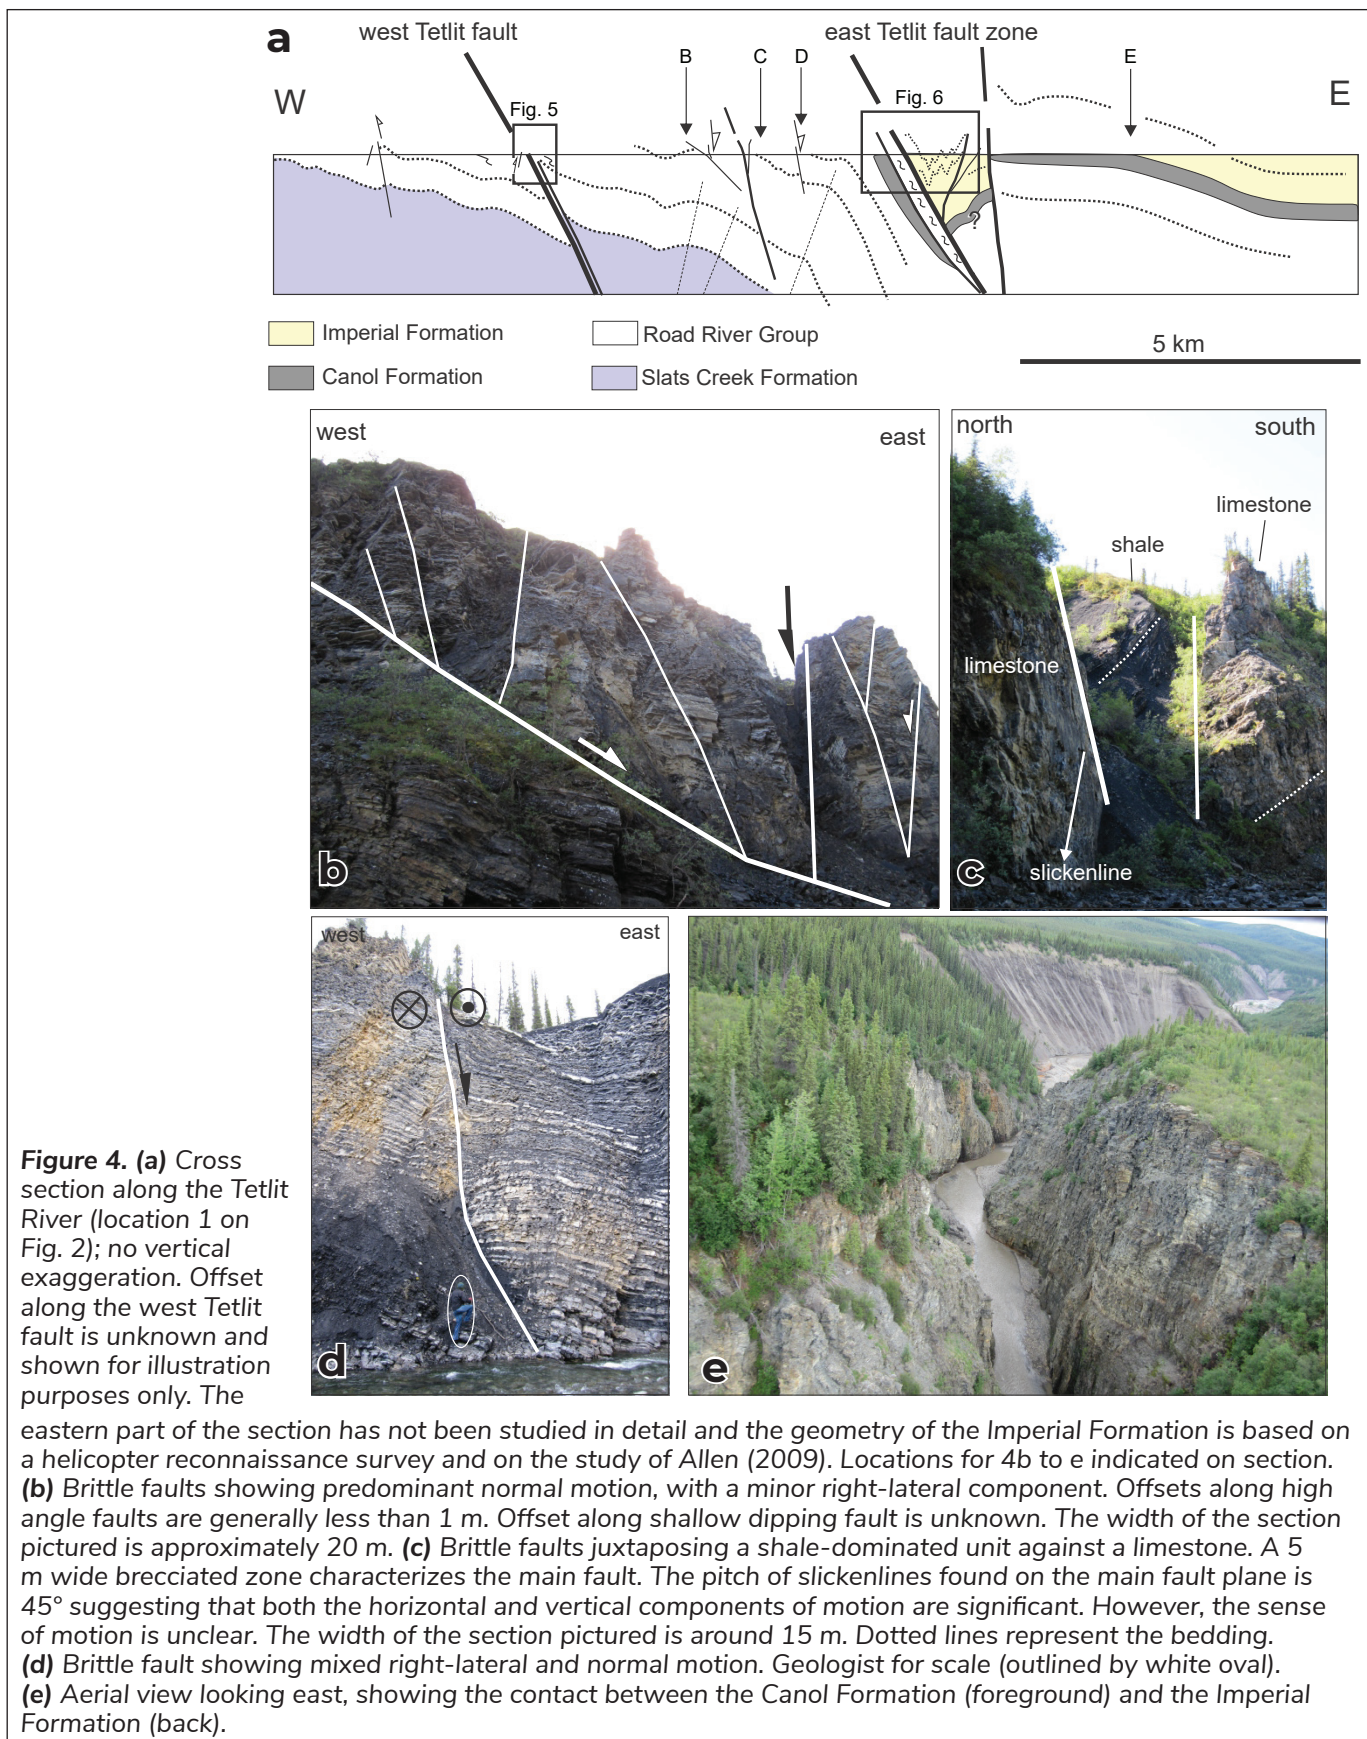 a
west Tetlit fault
east Tetlit fault zone
W
E
B
C
D
E
Fig. 5
Fig. 6
?
Imperial Formation
Road River Group
Canol Formation
Slats Creek Formation
5 km
west
east
b
north
south
limestone
shale
limestone
slickenline
c
west
east
d
e
Figure 4. (a) Cross
section along the Tetlit
River (location 1 on
Fig. 2); no vertical
exaggeration. Offset
along the west Tetlit
fault is unknown and
shown for illustration
purposes only. The
eastern part of the section has not been studied in detail and the geometry of the Imperial Formation is based on
a helicopter reconnaissance survey and on the study of Allen (2009). Locations for 4b to e indicated on section.
(b) Brittle faults showing predominant normal motion, with a minor right-lateral component. Offsets along high
angle faults are generally less than 1 m. Offset along shallow dipping fault is unknown. The width of the section
pictured is approximately 20 m. (c) Brittle faults juxtaposing a shale-dominated unit against a limestone. A 5
m wide brecciated zone characterizes the main fault. The pitch of slickenlines found on the main fault plane is
45° suggesting that both the horizontal and vertical components of motion are significant. However, the sense
of motion is unclear. The width of the section pictured is around 15 m. Dotted lines represent the bedding.
(d) Brittle fault showing mixed right-lateral and normal motion. Geologist for scale (outlined by white oval).
(e) Aerial view looking east, showing the contact between the Canol Formation (foreground) and the Imperial
Formation (back).